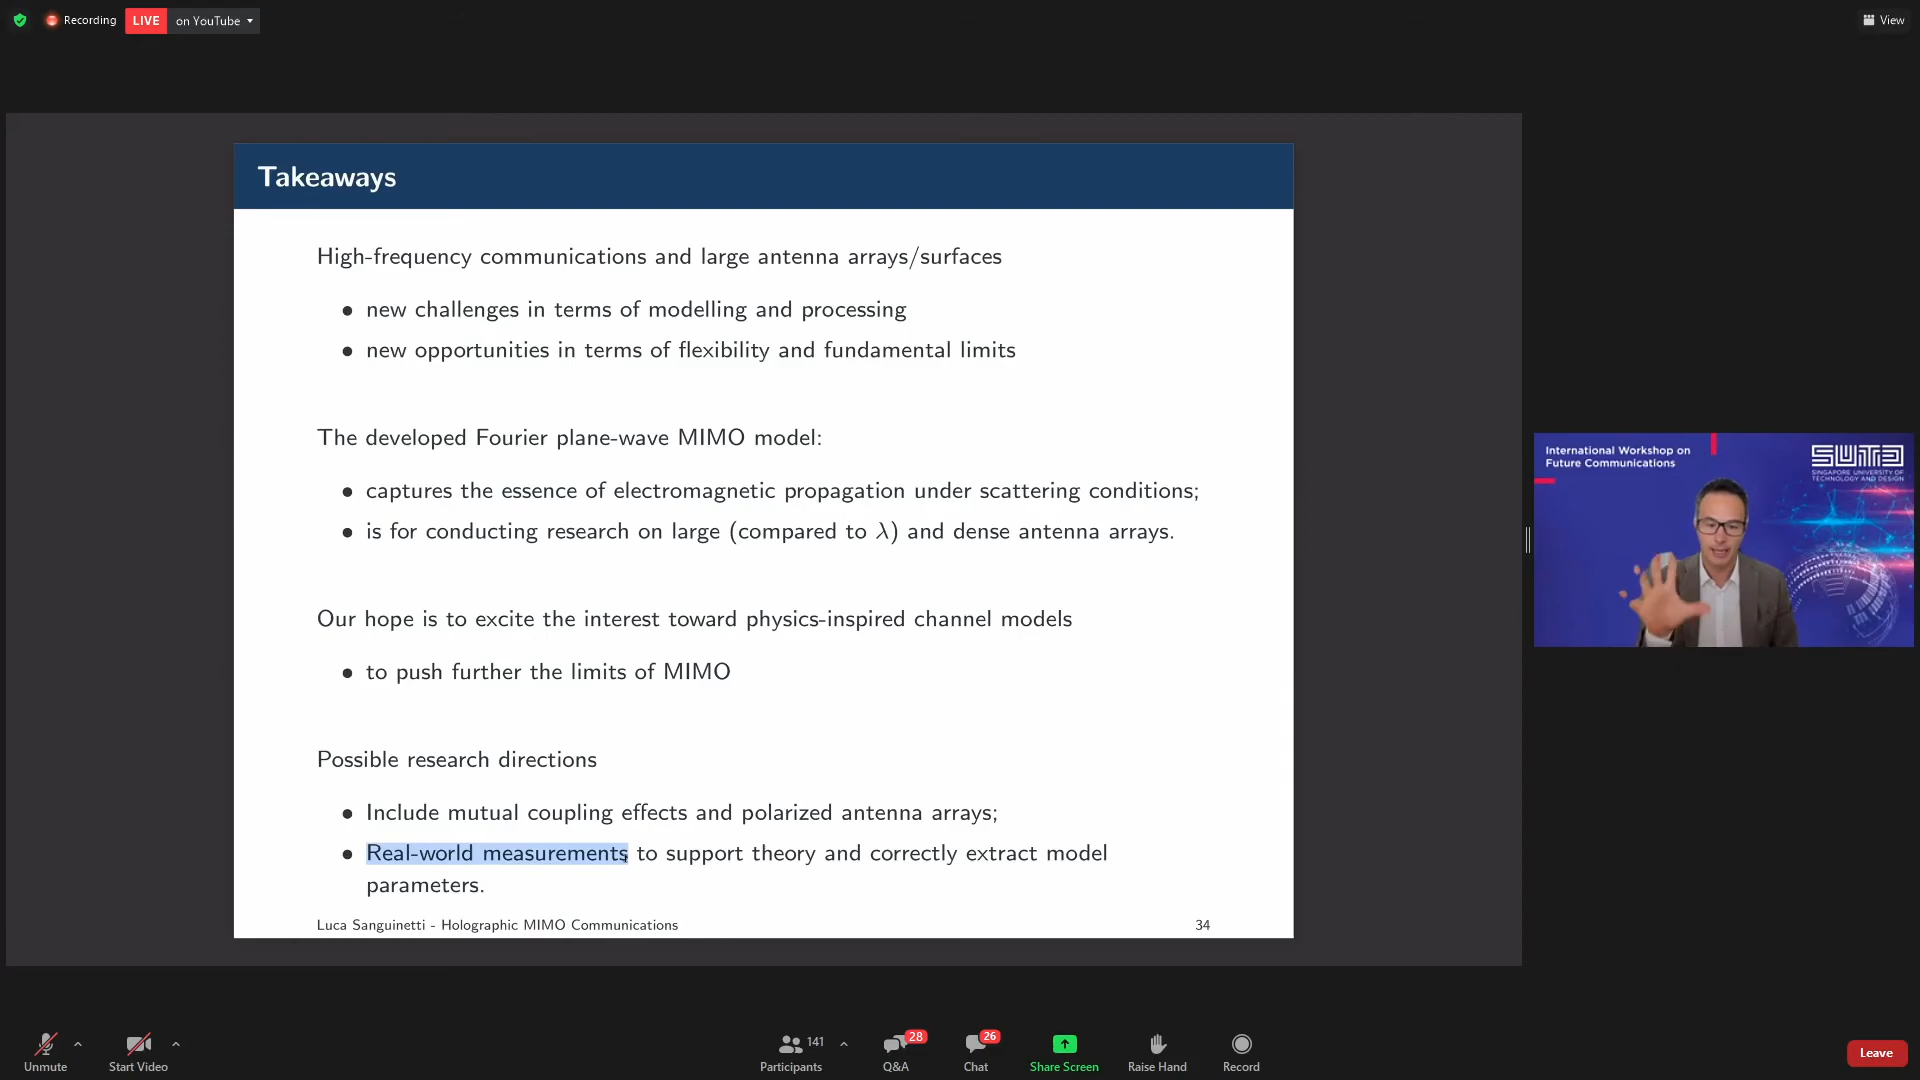 Recording
LIVE
on YouTube
View
Takeaways
High-frequency communications and large antenna arrays/surfaces
• new challenges in terms of modelling and processing
• new opportunities in terms of flexibility and fundamental limits
The developed Fourier plane-wave MIMO model:
• captures the essence of electromagnetic propagation under scattering conditions;
• is for conducting research on large (compared to λ) and dense antenna arrays.
Our hope is to excite the interest toward physics-inspired channel models
• to push further the limits of MIMO
Possible research directions
• Include mutual coupling effects and polarized antenna arrays;
• Real-world measurements to support theory and correctly extract model
parameters.
Luca Sanguinetti - Holographic MIMO Communications
34
International Workshop on
Future Communications
SUTD
SINGAPORE UNIVERSITY OF
TECHNOLOGY AND DESIGN
Unmute
Start Video
141
Participants
28
Q&A
26
Chat
Share Screen
Raise Hand
Record
Leave